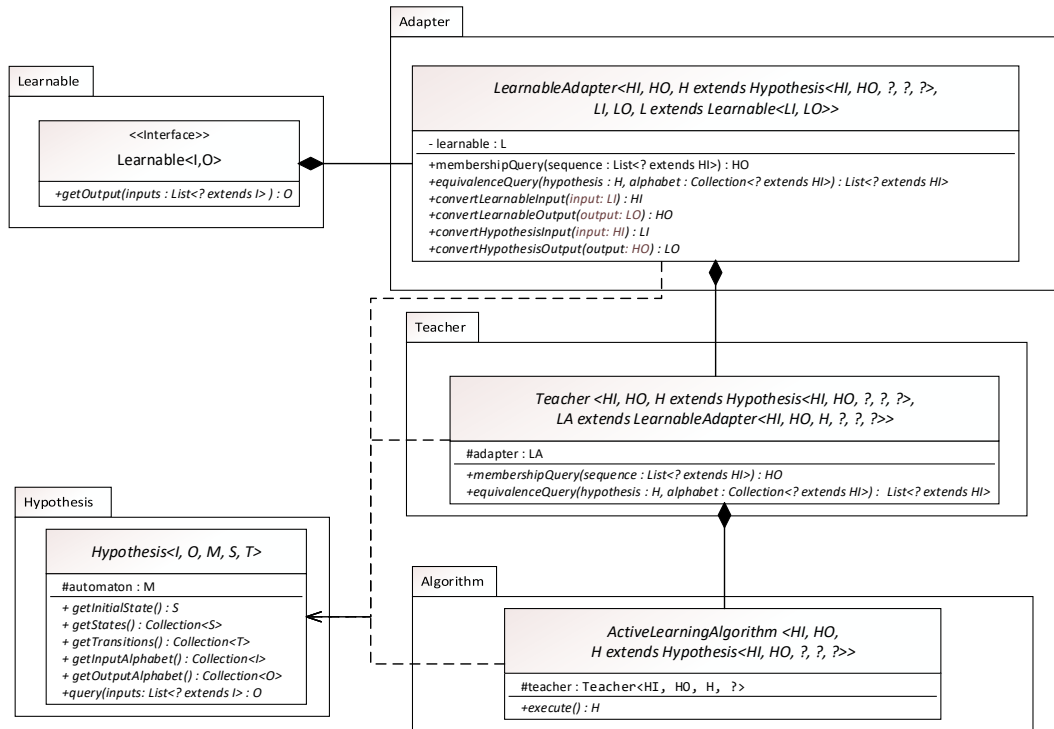 Adapter
LearnableAdapter<HI, HO, H extends Hypothesis<HI, HO, ?, ?, ?>,
LI, LO, L extends Learnable<LI, LO>>
- learnable : L
+membershipQuery(sequence : List<? extends HI>) : HO
+equivalenceQuery(hypothesis : H, alphabet : Collection<? extends HI>) : List<? extends HI>
+convertLearnableInput(input: LI) : HI
+convertLearnableOutput(output: LO) : HO
+convertHypothesisInput(input: HI) : LI
+convertHypothesisOutput(output: HO) : LO
Learnable
<<Interface>>
Learnable<I,O>
+getOutput(inputs : List<? extends I> ) : O
Teacher
Teacher <HI, HO, H extends Hypothesis<HI, HO, ?, ?, ?>,
LA extends LearnableAdapter<HI, HO, H, ?, ?, ?>>
#adapter : LA
+membershipQuery(sequence : List<? extends HI>) : HO
+equivalenceQuery(hypothesis : H, alphabet : Collection<? extends HI>) : List<? extends HI>
Hypothesis
Hypothesis<I, O, M, S, T>
#automaton : M
+ getInitialState() : S
+ getStates() : Collection<S>
+ getTransitions() : Collection<T>
+ getInputAlphabet() : Collection<I>
+ getOutputAlphabet() : Collection<O>
+query(inputs: List<? extends I> : O
Algorithm
ActiveLearningAlgorithm <HI, HO,
H extends Hypothesis<HI, HO, ?, ?, ?>>
#teacher : Teacher<HI, HO, H, ?>
+execute() : H